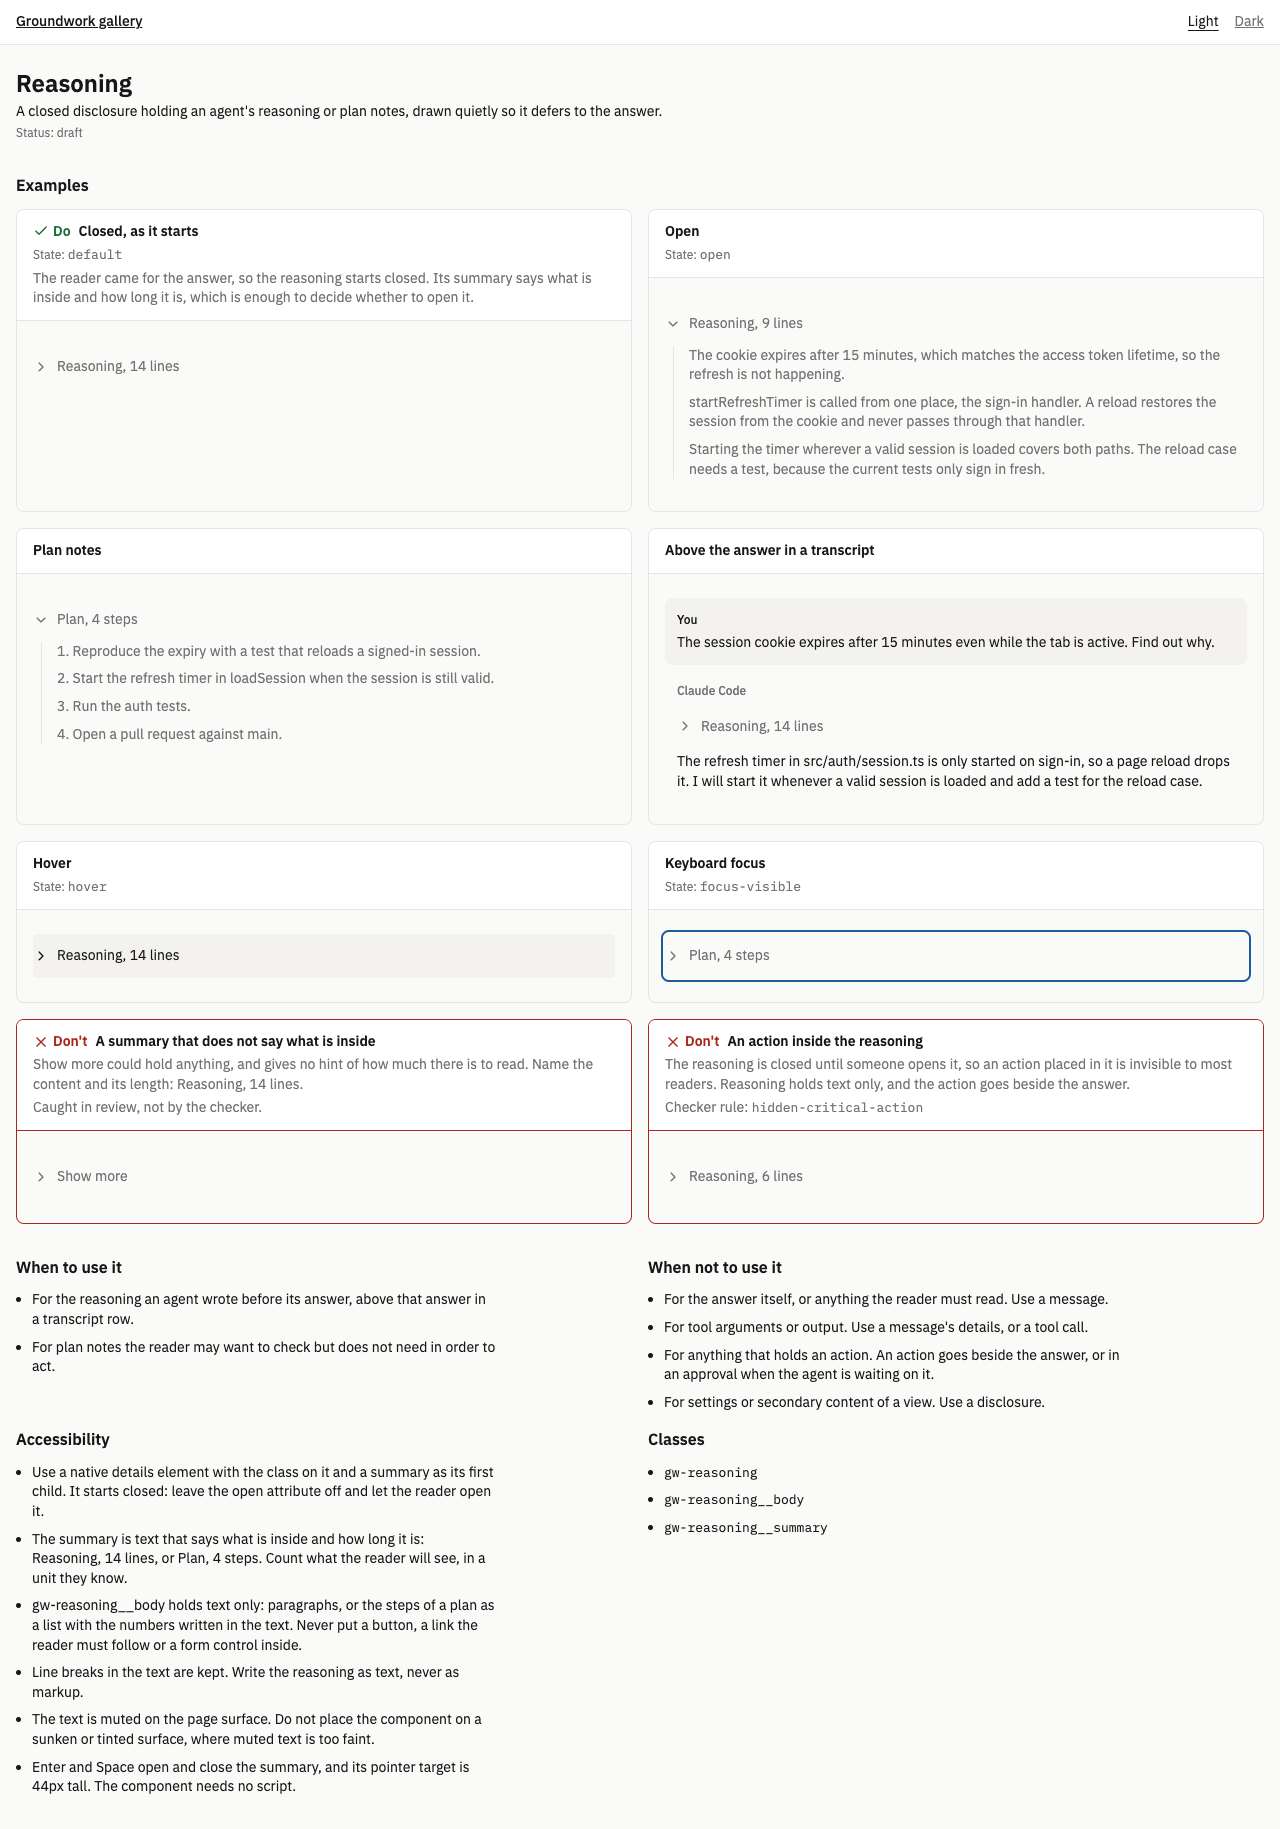 Groundwork gallery
Light Dark
Reasoning
A closed disclosure holding an agent's reasoning or plan notes, drawn quietly so it defers to the answer.
Status: draft
Examples
Do Closed, as it starts
State: default
The reader came for the answer, so the reasoning starts closed. Its summary says what is
inside and how long it is, which is enough to decide whether to open it.
Reasoning, 14 lines
Open
State: open
Reasoning, 9 lines
The cookie expires after 15 minutes, which matches the access token lifetime, so the
refresh is not happening.
startRefreshTimer is called from one place, the sign-in handler. A reload restores the
session from the cookie and never passes through that handler.
Starting the timer wherever a valid session is loaded covers both paths. The reload case
needs a test, because the current tests only sign in fresh.
Plan notes
Plan, 4 steps
1. Reproduce the expiry with a test that reloads a signed-in session.
2. Start the refresh timer in loadSession when the session is still valid.
3. Run the auth tests.
4. Open a pull request against main.
Above the answer in a transcript
You
The session cookie expires after 15 minutes even while the tab is active. Find out why.
Claude Code
Reasoning, 14 lines
The refresh timer in src/auth/session.ts is only started on sign-in, so a page reload drops
it. I will start it whenever a valid session is loaded and add a test for the reload case.
Hover
State: hover
Reasoning, 14 lines
Keyboard focus
State: focus-visible
Plan, 4 steps
Don't A summary that does not say what is inside
Show more could hold anything, and gives no hint of how much there is to read. Name the
content and its length: Reasoning, 14 lines.
Caught in review, not by the checker.
Show more
Don't An action inside the reasoning
The reasoning is closed until someone opens it, so an action placed in it is invisible to most
readers. Reasoning holds text only, and the action goes beside the answer.
Checker rule: hidden-critical-action
Reasoning, 6 lines
When to use it
For the reasoning an agent wrote before its answer, above that answer in
a transcript row.
For plan notes the reader may want to check but does not need in order to
act.
When not to use it
For the answer itself, or anything the reader must read. Use a message.
For tool arguments or output. Use a message's details, or a tool call.
For anything that holds an action. An action goes beside the answer, or in
an approval when the agent is waiting on it.
For settings or secondary content of a view. Use a disclosure.
Accessibility
Use a native details element with the class on it and a summary as its first
child. It starts closed: leave the open attribute off and let the reader open
it.
The summary is text that says what is inside and how long it is:
Reasoning, 14 lines, or Plan, 4 steps. Count what the reader will see, in a
unit they know.
gw-reasoning__body holds text only: paragraphs, or the steps of a plan as
a list with the numbers written in the text. Never put a button, a link the
reader must follow or a form control inside.
Line breaks in the text are kept. Write the reasoning as text, never as
markup.
The text is muted on the page surface. Do not place the component on a
sunken or tinted surface, where muted text is too faint.
Enter and Space open and close the summary, and its pointer target is
44px tall. The component needs no script.
Classes
gw-reasoning
gw-reasoning__body
gw-reasoning__summary